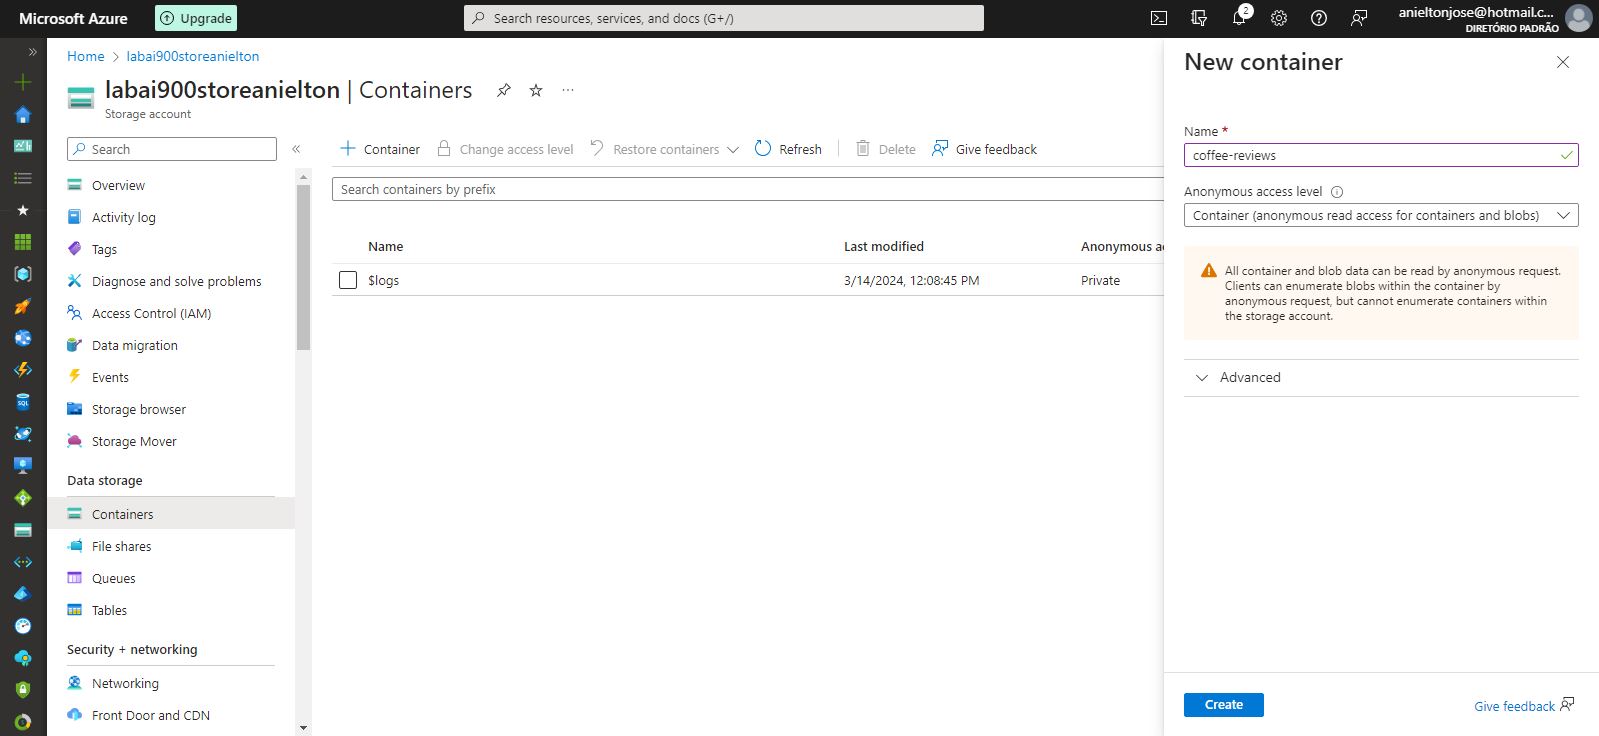 Microsoft Azure
Upgrade
Search resources, services, and docs (G+/)
2
anieltonjose@hotmail.c...
DIRETÓRIO PADRÃO
Home > labai900storeanielton
labai900storeanielton | Containers
Storage account
Search
Overview
Activity log
Tags
Diagnose and solve problems
Access Control (IAM)
Data migration
Events
Storage browser
Storage Mover
Data storage
Containers
File shares
Queues
Tables
Security + networking
Networking
Front Door and CDN
Container
Change access level
Restore containers
Refresh
Delete
Give feedback
Search containers by prefix
Name Last modified Anonymous ac
$logs 3/14/2024, 12:08:45 PM Private
New container
Name *
coffee-reviews
Anonymous access level
Container (anonymous read access for containers and blobs)
All container and blob data can be read by anonymous request.
Clients can enumerate blobs within the container by
anonymous request, but cannot enumerate containers within
the storage account.
Advanced
Create
Give feedback